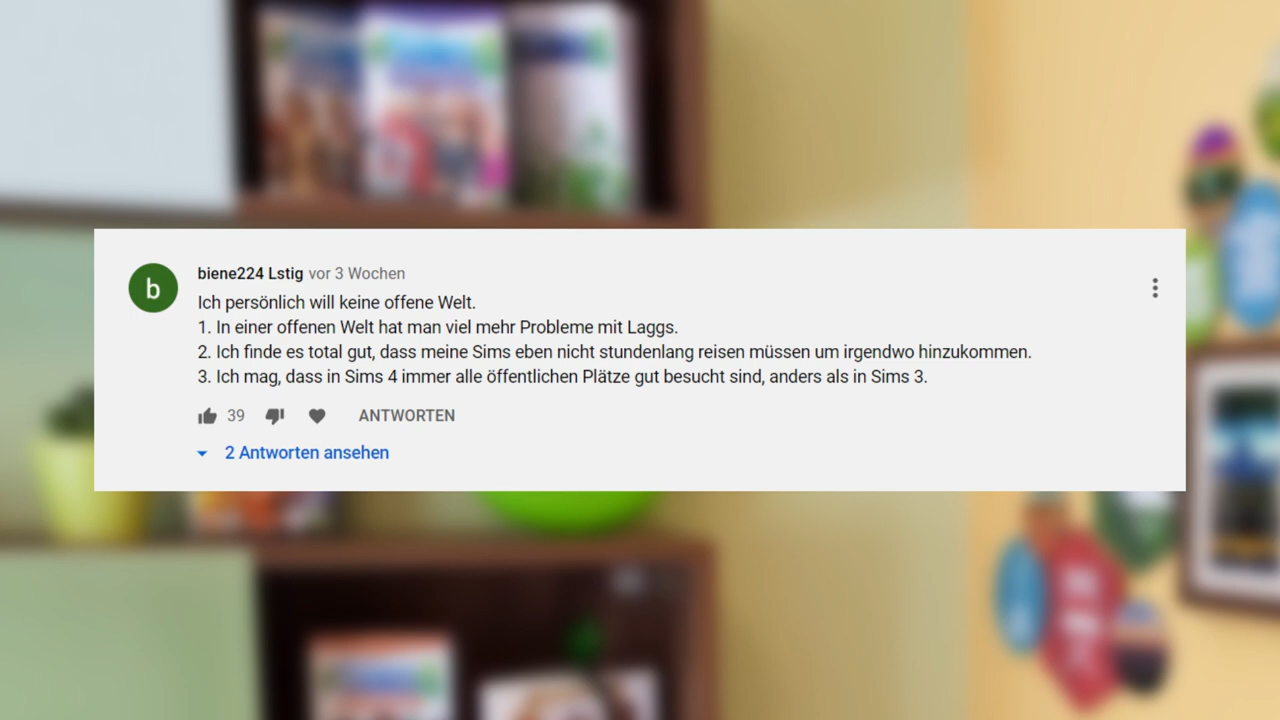 b
biene224 Lstig vor 3 Wochen
Ich persönlich will keine offene Welt.
1. In einer offenen Welt hat man viel mehr Probleme mit Laggs.
2. Ich finde es total gut, dass meine Sims eben nicht stundenlang reisen müssen um irgendwo hinzukommen.
3. Ich mag, dass in Sims 4 immer alle öffentlichen Plätze gut besucht sind, anders als in Sims 3.
39 ANTWORTEN
2 Antworten ansehen